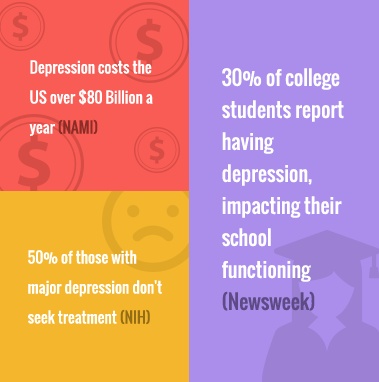 Depression costs the
US over $80 Billion a
year (NAMI)
50% of those with
major depression don't
seek treatment (NIH)
30% of college
students report
having
depression,
impacting their
school
functioning
(Newsweek)